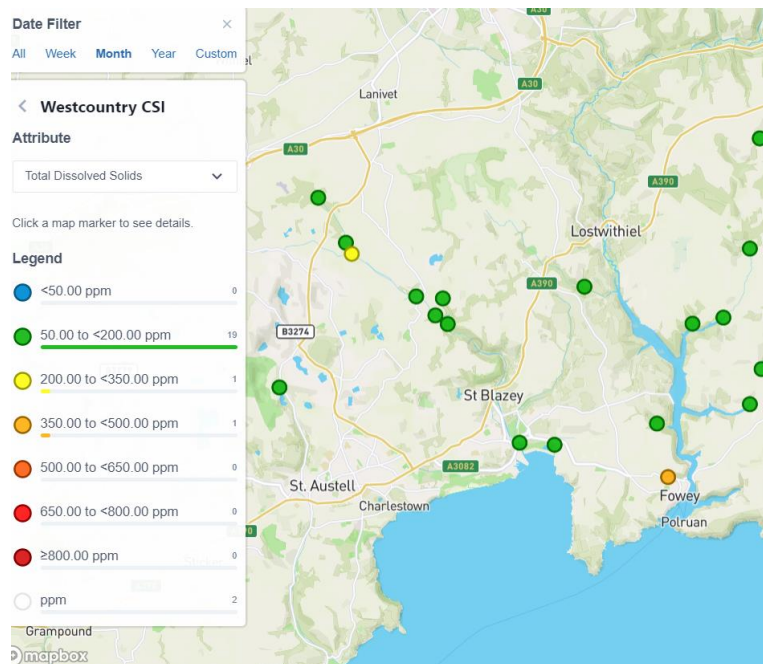 Date Filter ×
All Week Month Year Custom
Westcountry CSI
Attribute
Total Dissolved Solids
Click a map marker to see details.
Legend
<50.00 ppm 0
50.00 to <200.00 ppm 19
200.00 to <350.00 ppm 1
350.00 to <500.00 ppm 1
500.00 to <650.00 ppm 0
650.00 to <800.00 ppm 0
≥800.00 ppm 0
ppm 2
Grampound
mapbox
A30
Lanivet
A30
A30
A390
Lostwithiel
A390
B3274
St Blazey
A3082
St. Austell
Charlestown
Fowey
Polruan